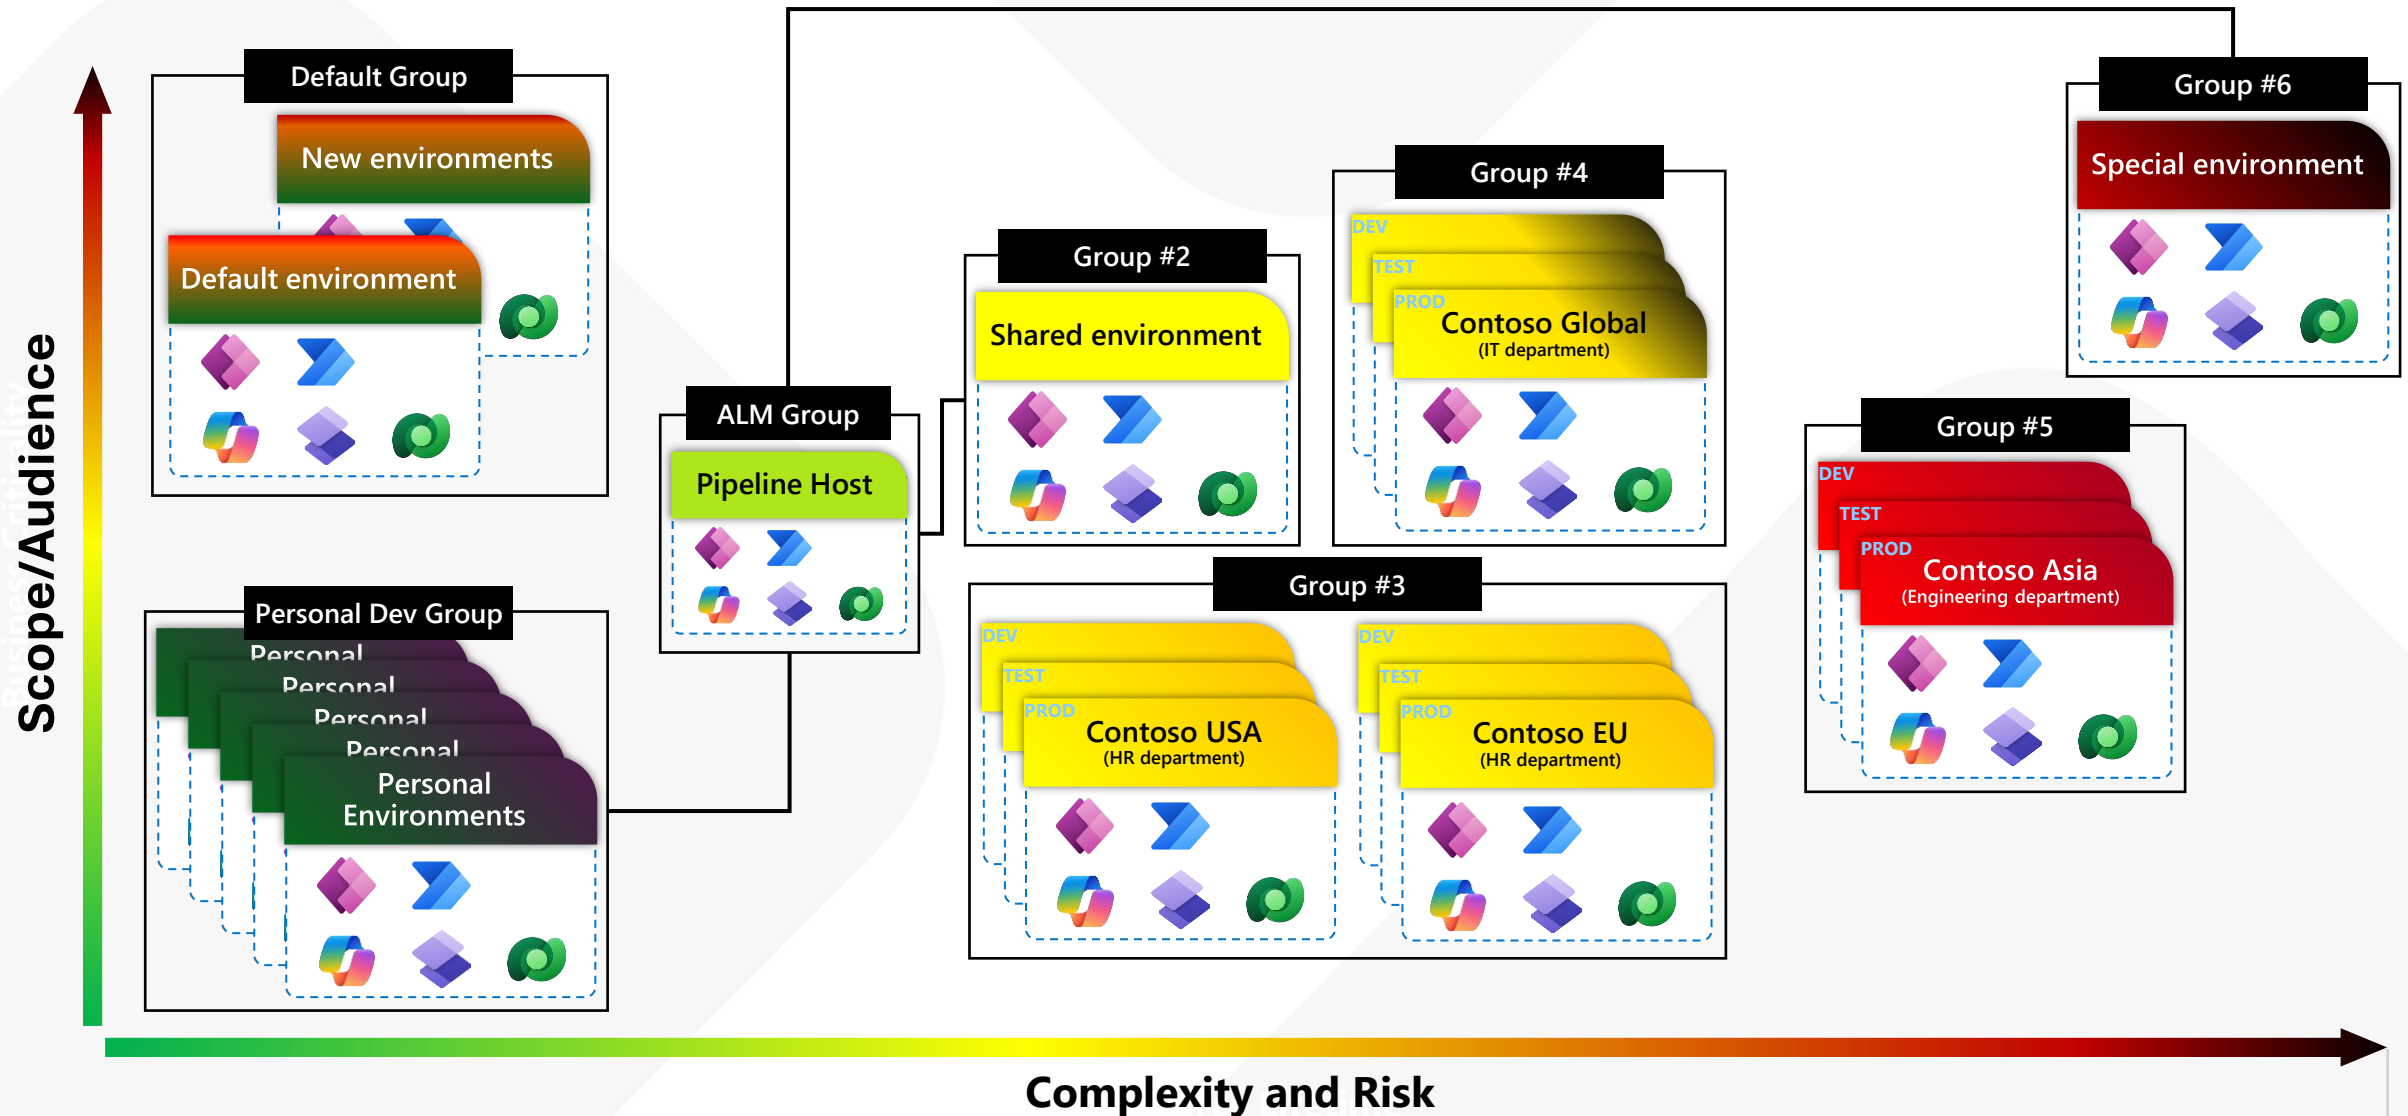 Default Group
New environments
Default environment
Personal Dev Group
Personal
Personal
Personal
Personal
Personal
Environments
ALM Group
Pipeline Host
Group #2
Shared environment
Group #4
DEV
TEST
PROD
Contoso Global
(IT department)
Group #3
DEV
TEST
PROD
Contoso USA
(HR department)
DEV
TEST
PROD
Contoso EU
(HR department)
Group #5
DEV
TEST
PROD
Contoso Asia
(Engineering department)
Group #6
Special environment
Scope/Audience
Business Criticality
Complexity and Risk